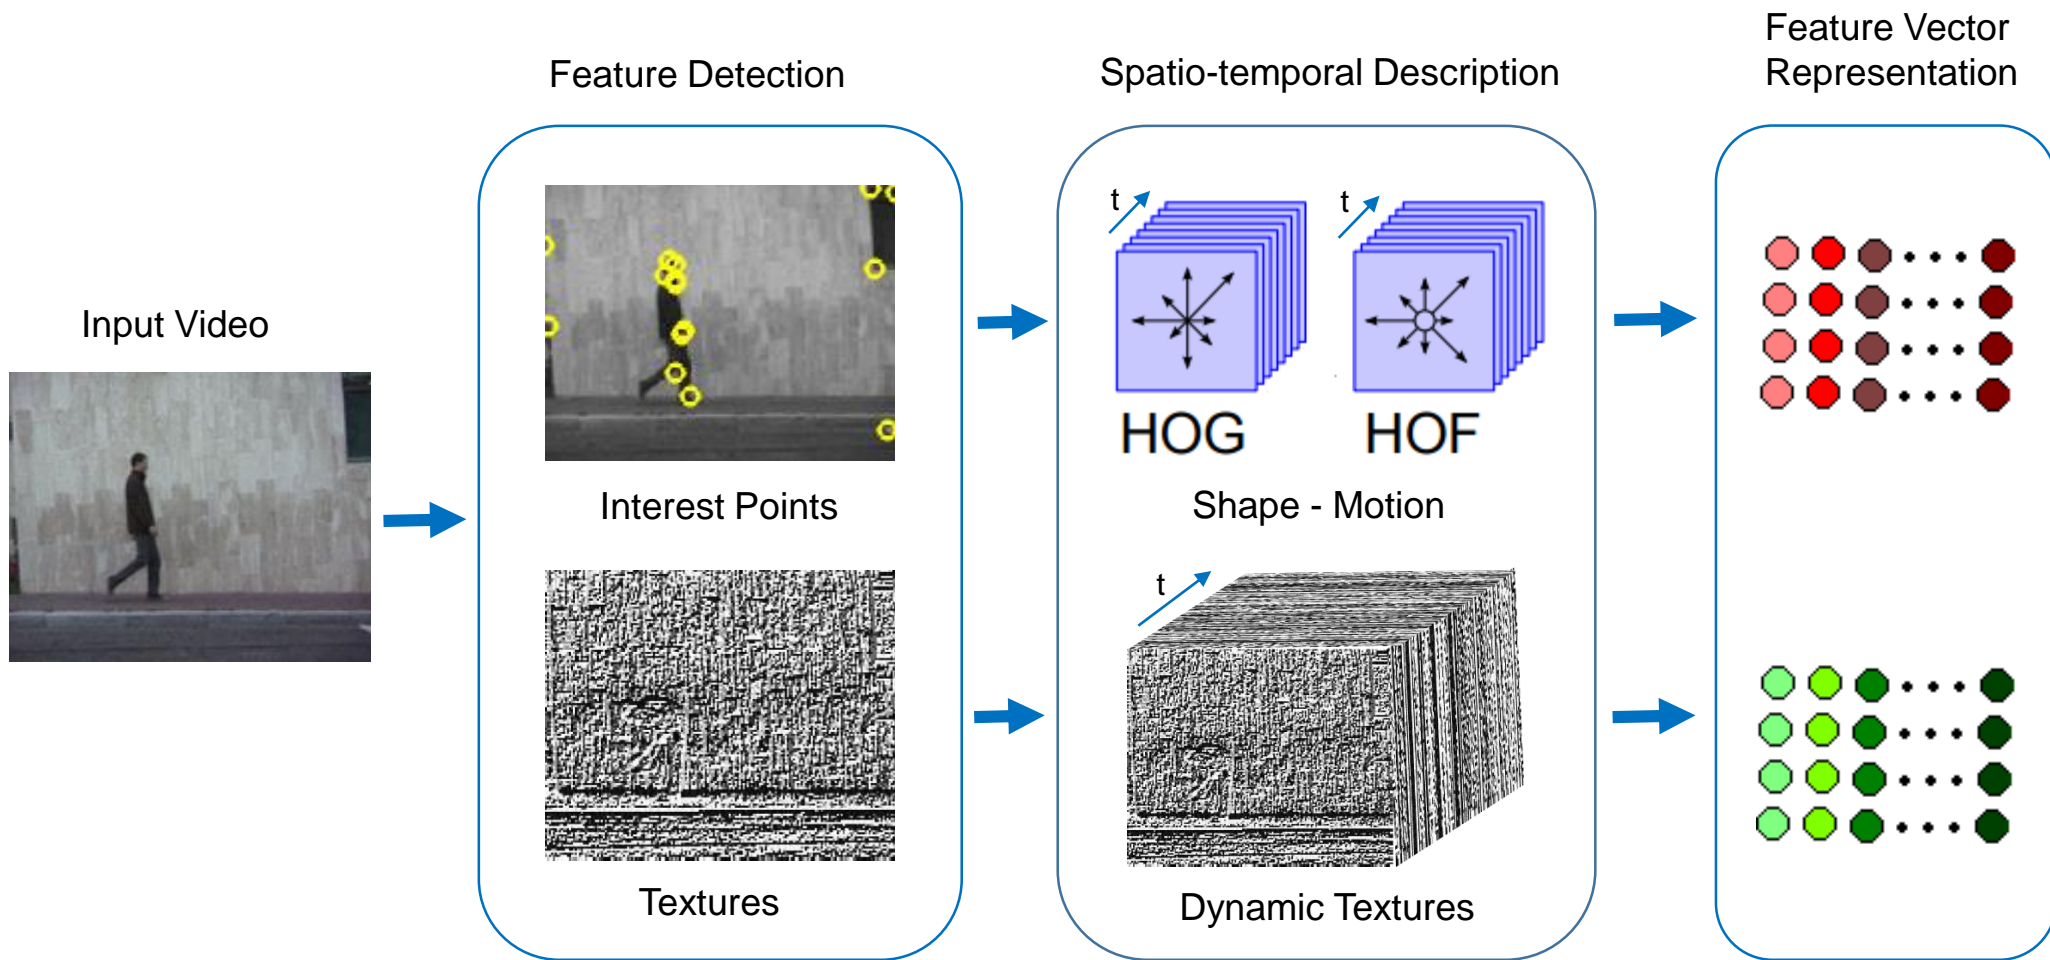 Input Video
Feature Detection
Interest Points
Textures
Spatio-temporal Description
t
t
HOG
HOF
Shape - Motion
t
Dynamic Textures
Feature Vector
Representation